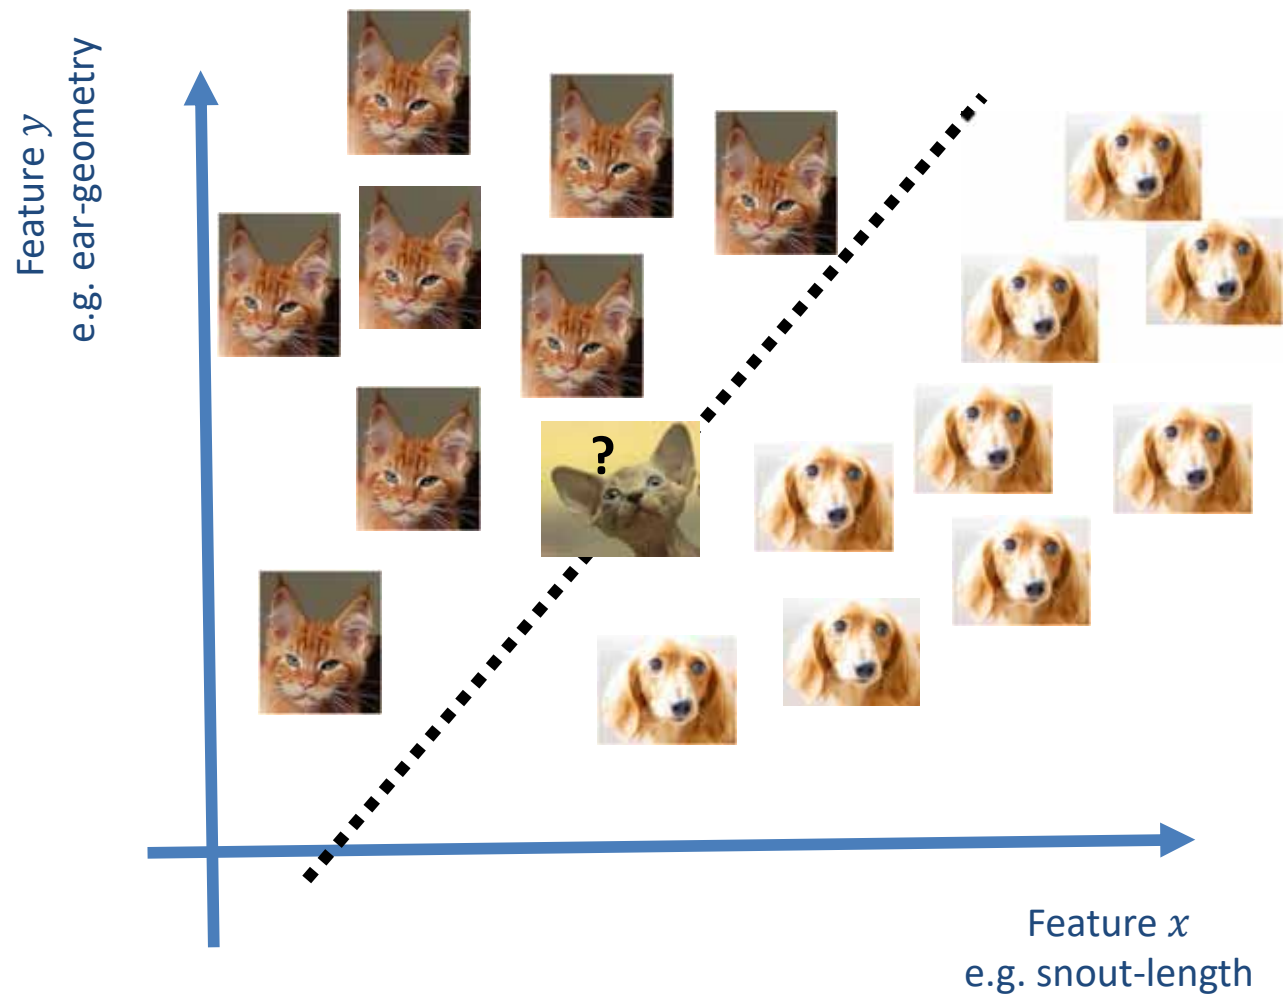 Feature y
e.g. ear-geometry
?
Feature x
e.g. snout-length